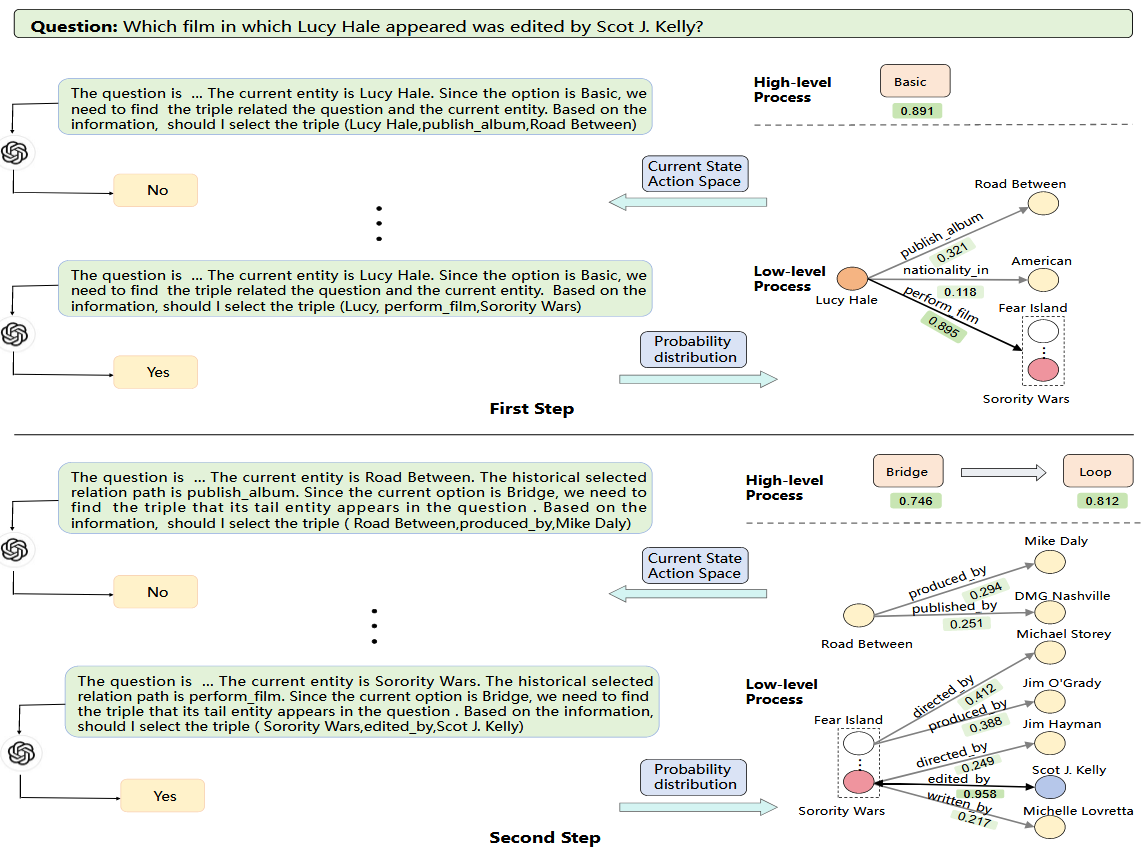 Question: Which film in which Lucy Hale appeared was edited by Scot J. Kelly?
The question is ... The current entity is Lucy Hale. Since the option is Basic, we
need to find the triple related the question and the current entity. Based on the
information, should I select the triple (Lucy Hale,publish_album,Road Between)
No
High-level
Process
Basic
0.891
Current State
Action Space
The question is ... The current entity is Lucy Hale. Since the option is Basic, we
need to find the triple related the question and the current entity. Based on the
information, should I select the triple (Lucy, perform_film,Sorority Wars)
Yes
Probability
distribution
Low-level
Process
Lucy Hale
publish_album
0.321
Road Between
nationality_in
0.118
American
perform_film
0.895
Fear Island
Sorority Wars
First Step
The question is ... The current entity is Road Between. The historical selected
relation path is publish_album. Since the current option is Bridge, we need to
find the triple that its tail entity appears in the question . Based on the
information, should I select the triple ( Road Between,produced_by,Mike Daly)
No
High-level
Process
Bridge
0.746
Loop
0.812
Current State
Action Space
The question is ... The current entity is Sorority Wars. The historical selected
relation path is perform_film. Since the current option is Bridge, we need to find
the triple that its tail entity appears in the question . Based on the information,
should I select the triple ( Sorority Wars,edited_by,Scot J. Kelly)
Yes
Probability
distribution
Low-level
Process
Road Between
produced_by
0.294
Mike Daly
published_by
0.251
DMG Nashville
Fear Island
directed_by
0.412
Michael Storey
produced_by
0.388
Jim O'Grady
Sorority Wars
directed_by
0.249
Jim Hayman
edited_by
0.958
Scot J. Kelly
written_by
0.217
Michelle Lovretta
Second Step